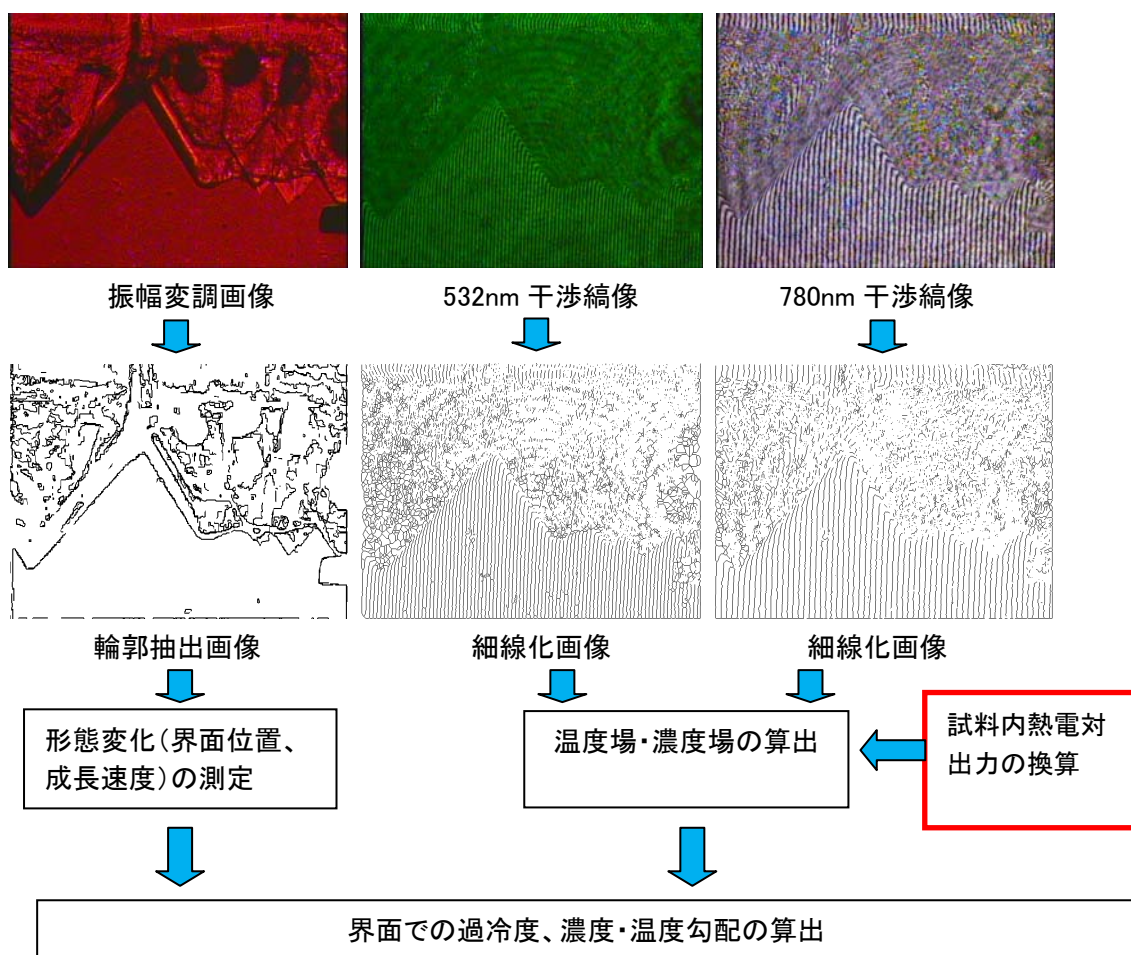 振幅変調画像
532nm 干渉縞像
780nm 干渉縞像
輪郭抽出画像
細線化画像
細線化画像
形態変化(界面位置、
成長速度)の測定
温度場・濃度場の算出
試料内熱電対
出力の換算
界面での過冷度、濃度・温度勾配の算出